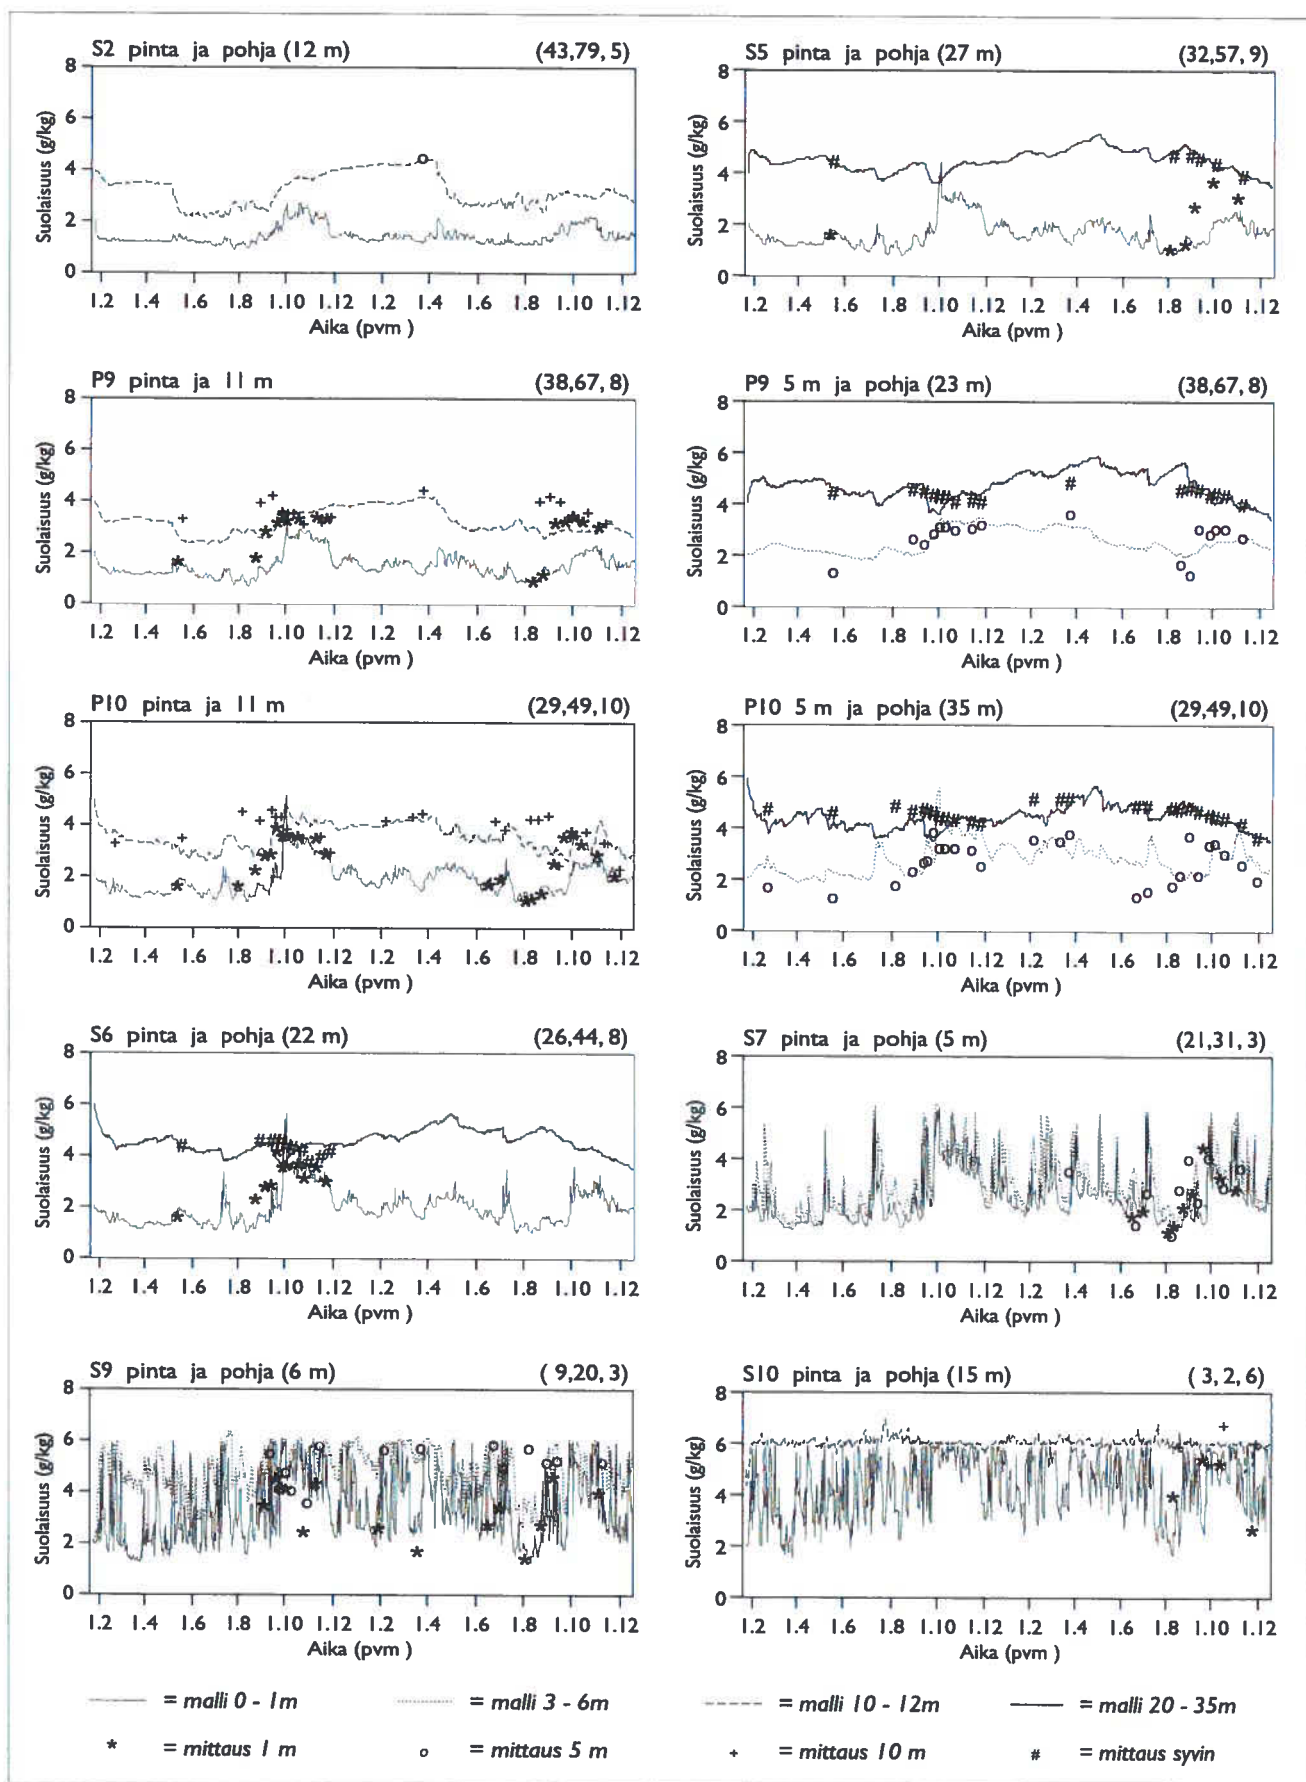 S2 pinta ja pohja (12 m) (43,79, 5)
Suolaisuus (g/kg)
8
6
4
2
0
1.2 1.4 1.6 1.8 1.10 1.12 1.2 1.4 1.6 1.8 1.10 1.12
Aika (pvm )
S5 pinta ja pohja (27 m) (32,57, 9)
Suolaisuus (g/kg)
8
6
4
2
0
1.2 1.4 1.6 1.8 1.10 1.12 1.2 1.4 1.6 1.8 1.10 1.12
Aika (pvm )
P9 pinta ja 11 m (38,67, 8)
Suolaisuus (g/kg)
8
6
4
2
0
1.2 1.4 1.6 1.8 1.10 1.12 1.2 1.4 1.6 1.8 1.10 1.12
Aika (pvm )
P9 5 m ja pohja (23 m) (38,67, 8)
Suolaisuus (g/kg)
8
6
4
2
0
1.2 1.4 1.6 1.8 1.10 1.12 1.2 1.4 1.6 1.8 1.10 1.12
Aika (pvm )
P10 pinta ja 11 m (29,49,10)
Suolaisuus (g/kg)
8
6
4
2
0
1.2 1.4 1.6 1.8 1.10 1.12 1.2 1.4 1.6 1.8 1.10 1.12
Aika (pvm )
P10 5 m ja pohja (35 m) (29,49,10)
Suolaisuus (g/kg)
8
6
4
2
0
1.2 1.4 1.6 1.8 1.10 1.12 1.2 1.4 1.6 1.8 1.10 1.12
Aika (pvm )
S6 pinta ja pohja (22 m) (26,44, 8)
Suolaisuus (g/kg)
8
6
4
2
0
1.2 1.4 1.6 1.8 1.10 1.12 1.2 1.4 1.6 1.8 1.10 1.12
Aika (pvm )
S7 pinta ja pohja (5 m) (21,31, 3)
Suolaisuus (g/kg)
8
6
4
2
0
1.2 1.4 1.6 1.8 1.10 1.12 1.2 1.4 1.6 1.8 1.10 1.12
Aika (pvm )
S9 pinta ja pohja (6 m) ( 9,20, 3)
Suolaisuus (g/kg)
8
6
4
2
0
1.2 1.4 1.6 1.8 1.10 1.12 1.2 1.4 1.6 1.8 1.10 1.12
Aika (pvm )
S10 pinta ja pohja (15 m) ( 3, 2, 6)
Suolaisuus (g/kg)
8
6
4
2
0
1.2 1.4 1.6 1.8 1.10 1.12 1.2 1.4 1.6 1.8 1.10 1.12
Aika (pvm )
= malli 0 - 1m = malli 3 - 6m = malli 10 - 12m = malli 20 - 35m
* = mittaus 1 m o = mittaus 5 m + = mittaus 10 m # = mittaus syvin